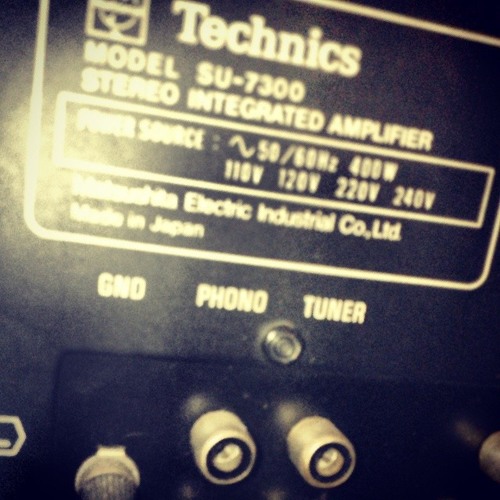 Technics
MODEL SU-7300
STEREO INTEGRATED AMPLIFIER
POWER SOURCE : ∿50/60Hz 400W
110V 120V 220V 240V
Matsushita Electric Industrial Co.,Ltd.
Made in Japan
GND PHONO TUNER
L